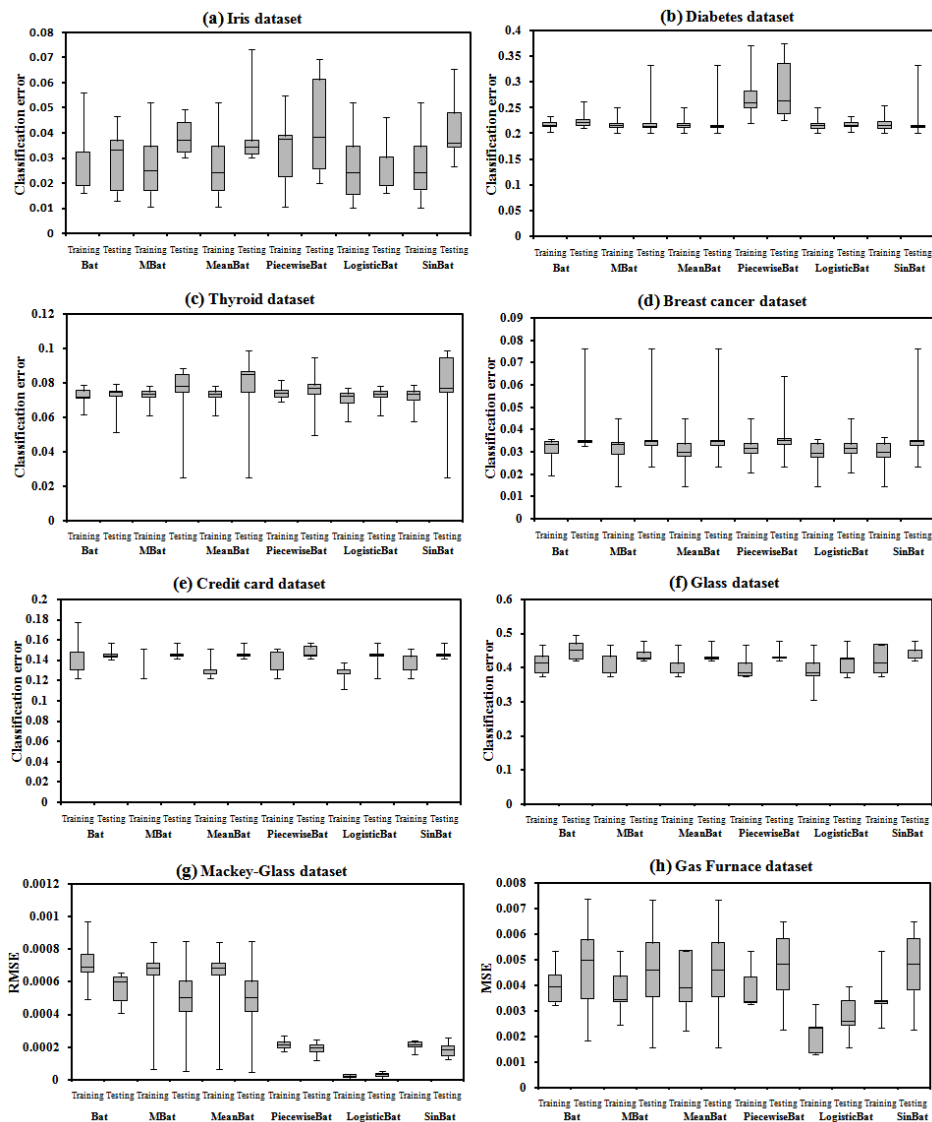 (a) Iris dataset
Classification error
0.08
0.07
0.06
0.05
0.04
0.03
0.02
0.01
0
Training Testing Training Testing Training Testing Training Testing Training Testing Training Testing
Bat MBat MeanBat PiecewiseBat LogisticBat SinBat
(b) Diabetes dataset
Classification error
0.4
0.35
0.3
0.25
0.2
0.15
0.1
0.05
0
Training Testing Training Testing Training Testing Training Testing Training Testing Training Testing
Bat MBat MeanBat PiecewiseBat LogisticBat SinBat
(c) Thyroid dataset
Classification error
0.12
0.1
0.08
0.06
0.04
0.02
0
Training Testing Training Testing Training Testing Training Testing Training Testing Training Testing
Bat MBat MeanBat PiecewiseBat LogisticBat SinBat
(d) Breast cancer dataset
Classification error
0.09
0.08
0.07
0.06
0.05
0.04
0.03
0.02
0.01
0
Training Testing Training Testing Training Testing Training Testing Training Testing Training Testing
Bat MBat MeanBat PiecewiseBat LogisticBat SinBat
(e) Credit card dataset
Classification error
0.2
0.18
0.16
0.14
0.12
0.1
0.08
0.06
0.04
0.02
0
Training Testing Training Testing Training Testing Training Testing Training Testing Training Testing
Bat MBat MeanBat PiecewiseBat LogisticBat SinBat
(f) Glass dataset
Classification error
0.6
0.5
0.4
0.3
0.2
0.1
0
Training Testing Training Testing Training Testing Training Testing Training Testing Training Testing
Bat MBat MeanBat PiecewiseBat LogisticBat SinBat
(g) Mackey-Glass dataset
RMSE
0.0012
0.001
0.0008
0.0006
0.0004
0.0002
0
Training Testing Training Testing Training Testing Training Testing Training Testing Training Testing
Bat MBat MeanBat PiecewiseBat LogisticBat SinBat
(h) Gas Furnace dataset
MSE
0.008
0.007
0.006
0.005
0.004
0.003
0.002
0.001
0
Training Testing Training Testing Training Testing Training Testing Training Testing Training Testing
Bat MBat MeanBat PiecewiseBat LogisticBat SinBat